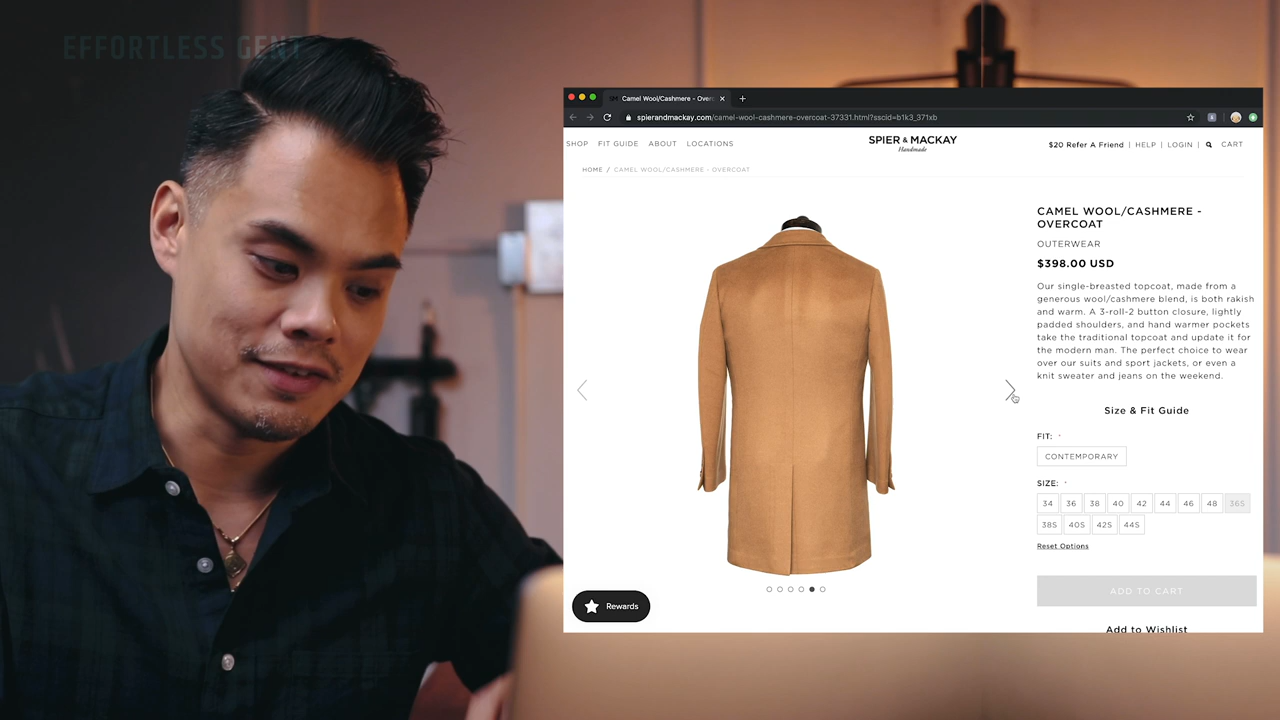 EFFORTLESS GENT
Camel Wool/Cashmere - Over
spierandmackay.com/camel-wool-cashmere-overcoat-37331.html?sscid=b1k3_371xb
SHOP FIT GUIDE ABOUT LOCATIONS
SPIER & MACKAY
Handmade
$20 Refer A Friend | HELP | LOGIN | CART
HOME / CAMEL WOOL/CASHMERE - OVERCOAT
CAMEL WOOL/CASHMERE -
OVERCOAT
OUTERWEAR
$398.00 USD
Our single-breasted topcoat, made from a
generous wool/cashmere blend, is both rakish
and warm. A 3-roll-2 button closure, lightly
padded shoulders, and hand warmer pockets
take the traditional topcoat and update it for
the modern man. The perfect choice to wear
over our suits and sport jackets, or even a
knit sweater and jeans on the weekend.
Size & Fit Guide
FIT: *
CONTEMPORARY
SIZE: *
34 36 38 40 42 44 46 48 36S
38S 40S 42S 44S
Reset Options
ADD TO CART
Add to Wishlist
Rewards